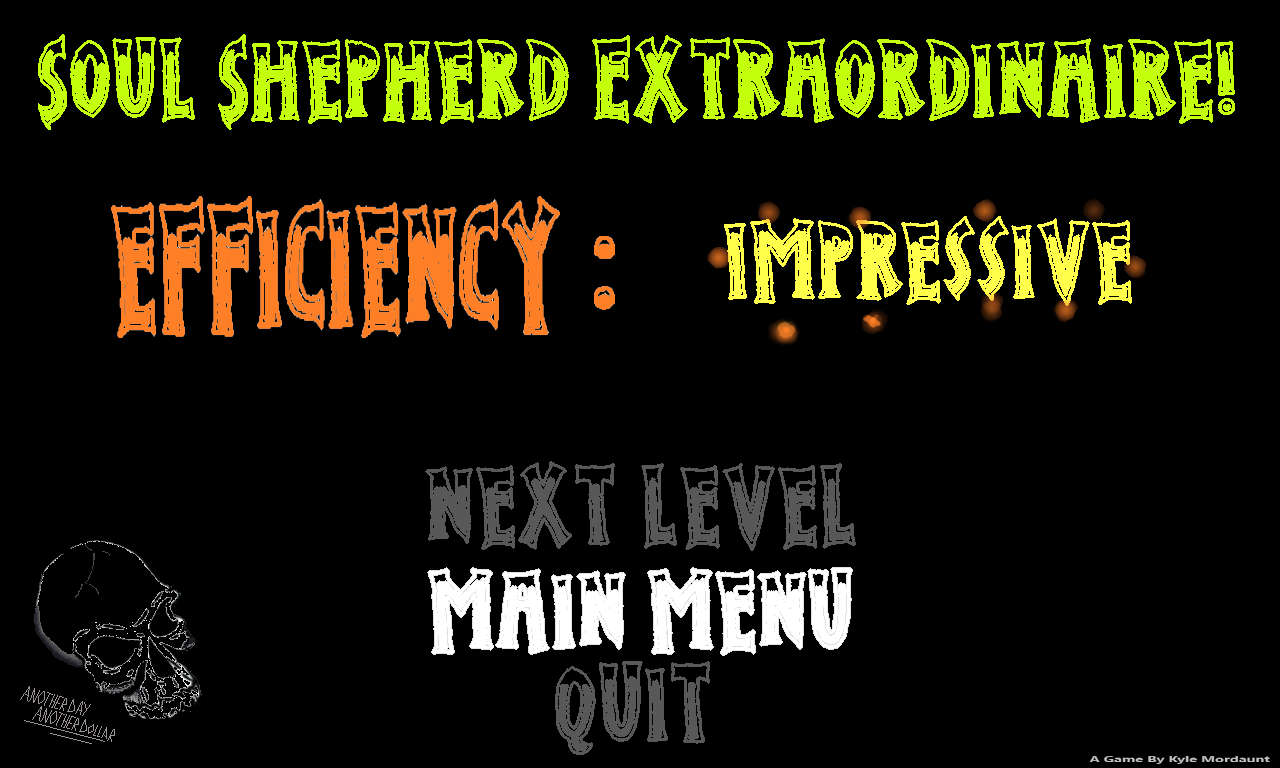 SOUL SHEPHERD EXTRAORDINAIRE!
EFFICIENCY : IMPRESSIVE
NEXT LEVEL
MAIN MENU
QUIT
ANOTHER DAY
ANOTHER DOLLAR
A Game By Kyle Mordaunt